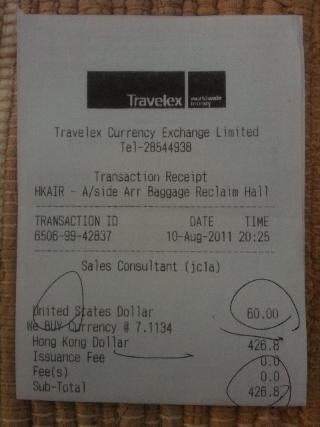 Travelex worldwide money
Travelex Currency Exchange Limited
Tel-28544938
Transaction Receipt
HKAIR - A/side Arr Baggage Reclaim Hall
TRANSACTION ID DATE TIME
6506-99-42837 10-Aug-2011 20:25
Sales Consultant (jcla)
United States Dollar 60.00
We BUY Currency @ 7.1134
Hong Kong Dollar 426.8
Issuance Fee 0.0
Fee(s) 0.0
Sub-Total 426.8